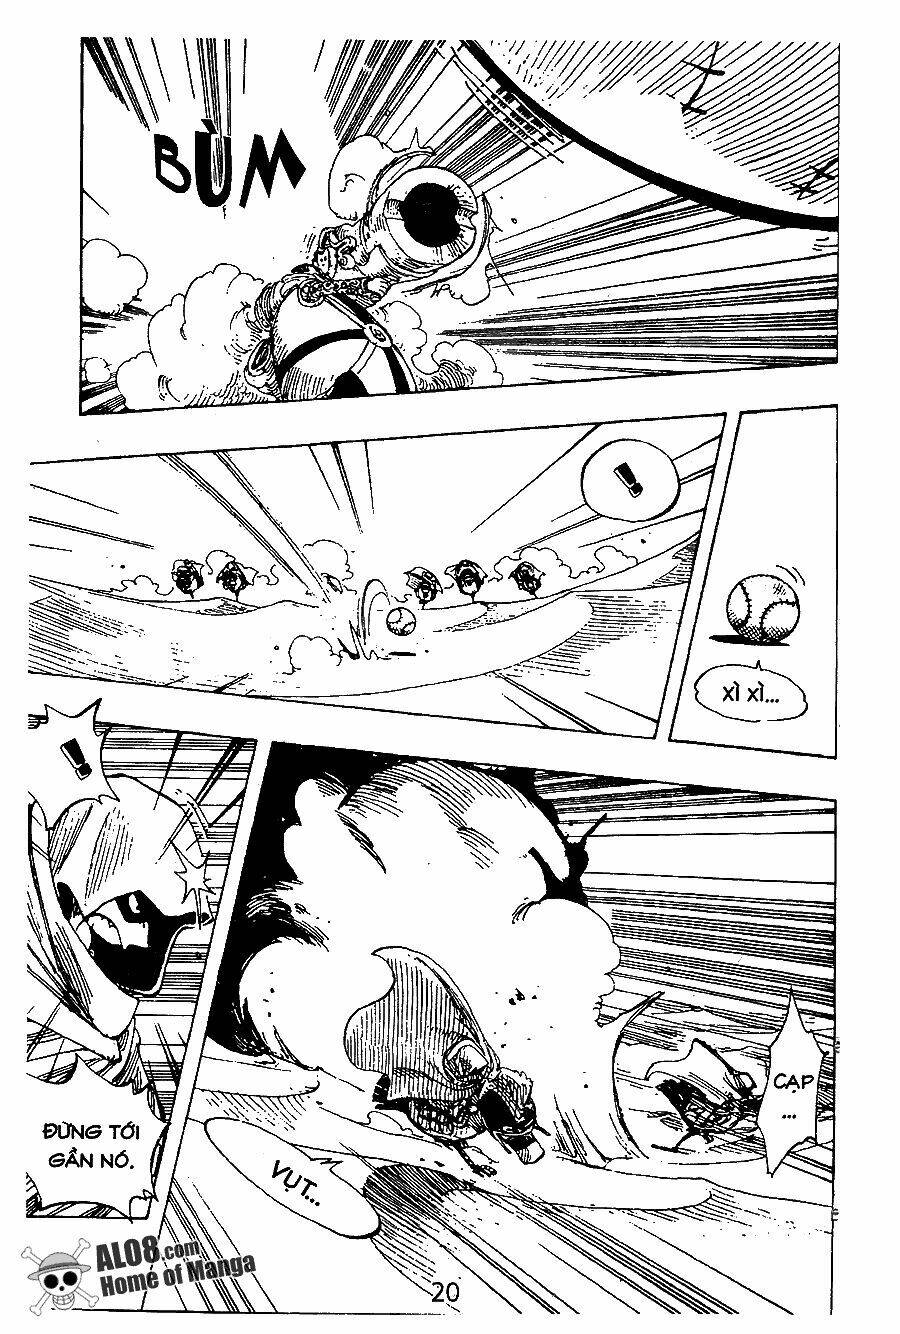 BÙM
!!
XÌ XÌ...
!!
ĐỪNG TỚI
GẦN NÓ.
CẠP
...
VỤT...
AL08.com
Home of Manga
20